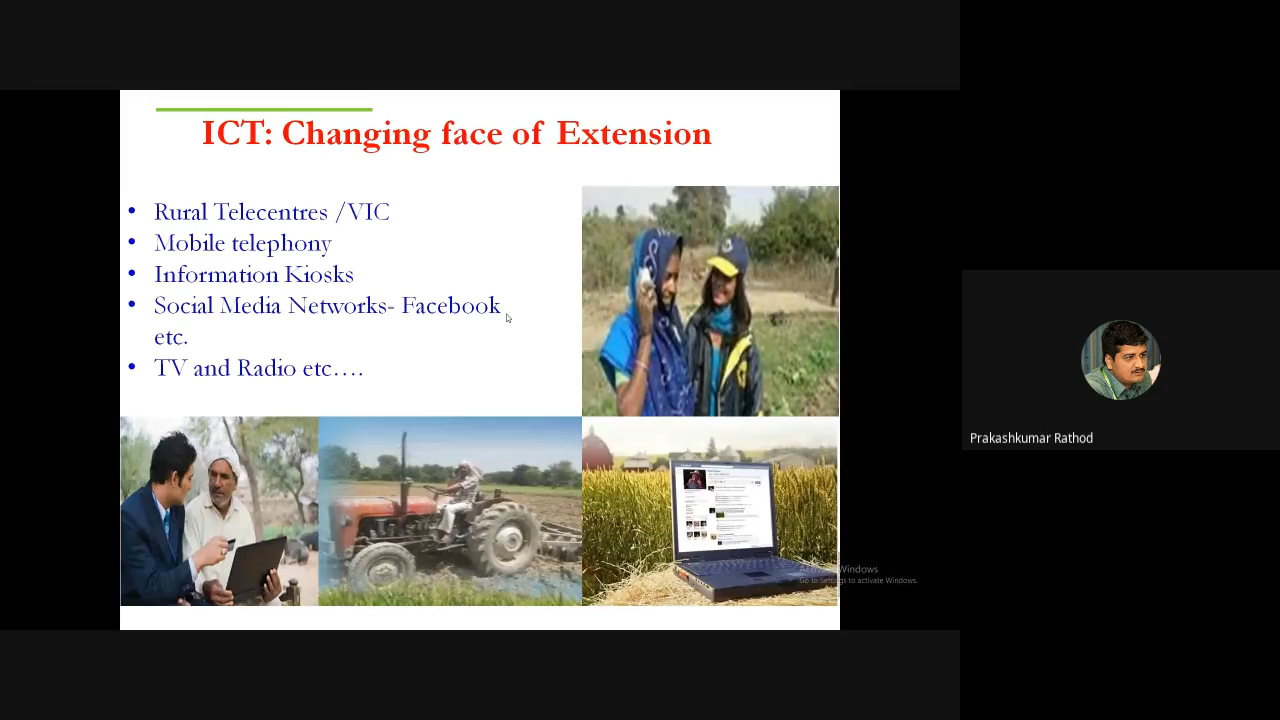 ICT: Changing face of Extension
• Rural Telecentres /VIC
• Mobile telephony
• Information Kiosks
• Social Media Networks- Facebook
etc.
• TV and Radio etc….
Prakashkumar Rathod
Windows
Go to Settings to activate Windows.